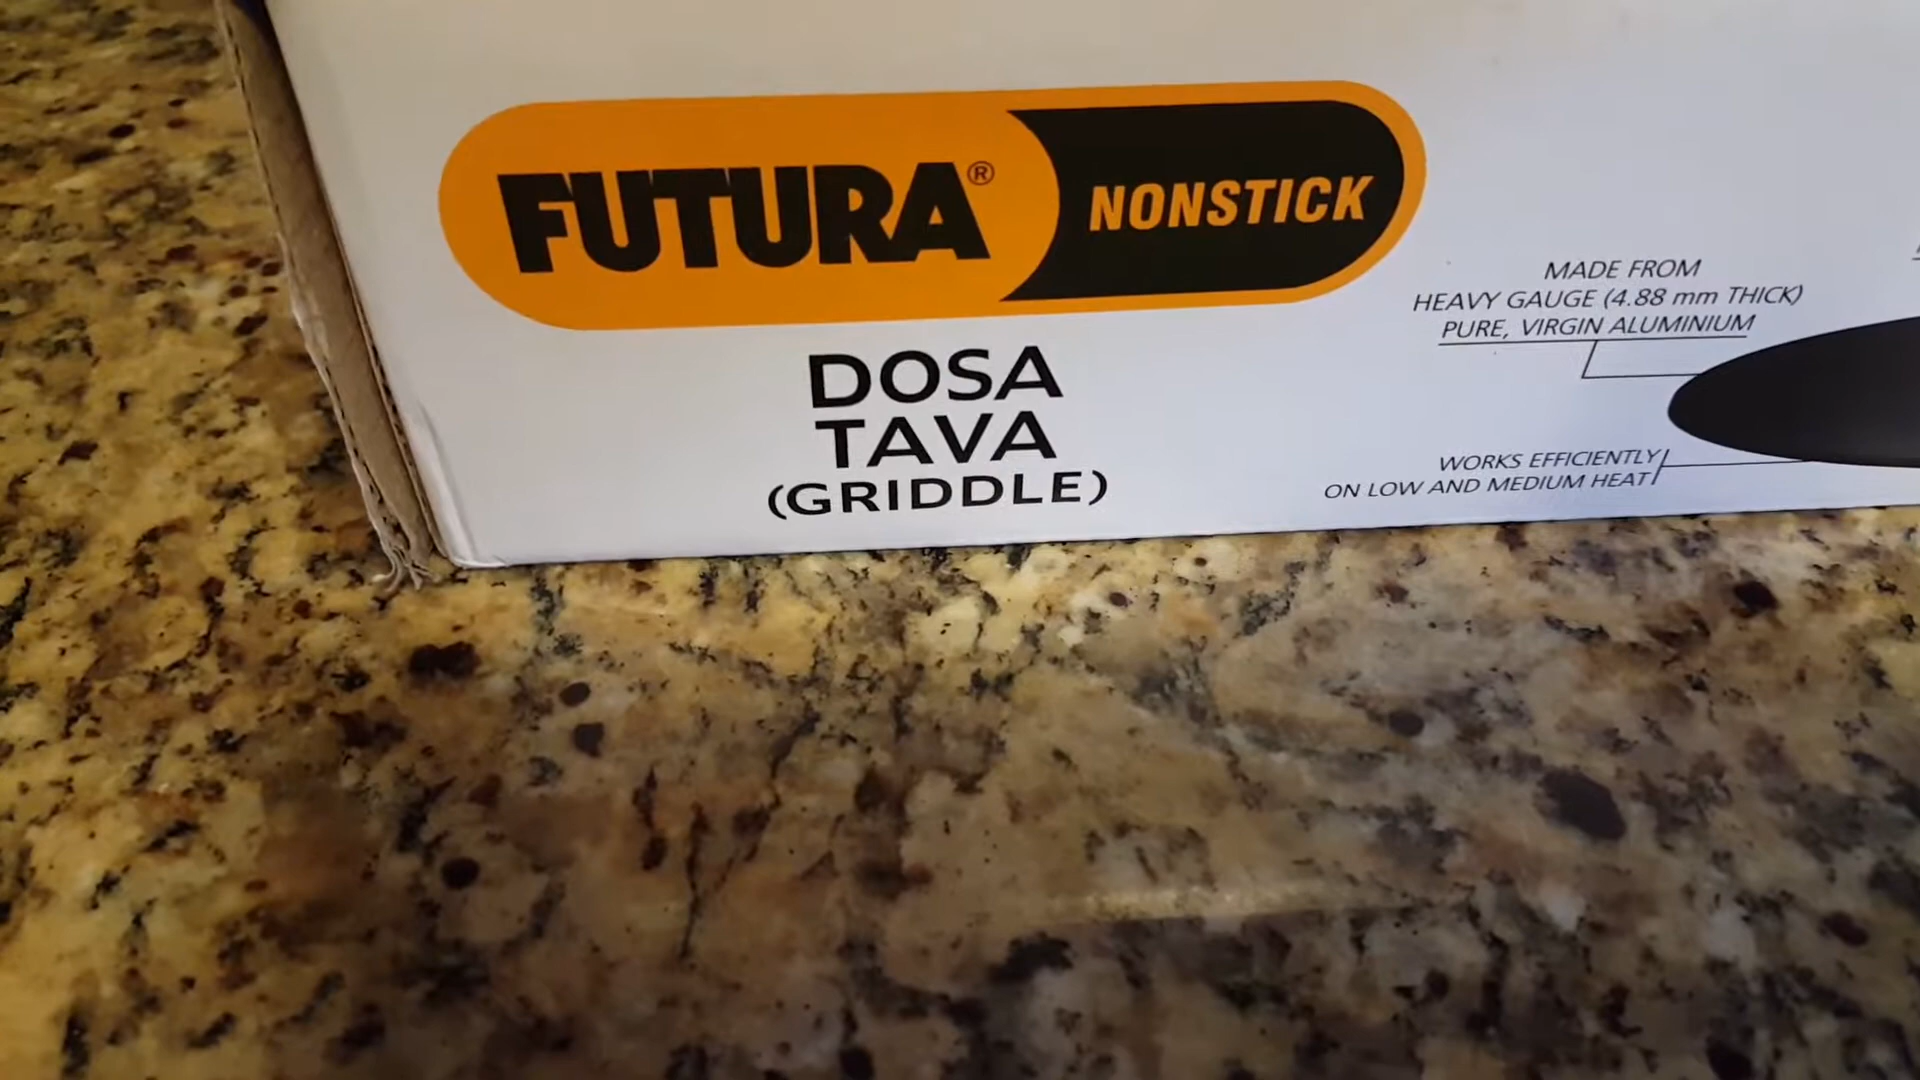 FUTURA® NONSTICK
DOSA
TAVA
(GRIDDLE)
MADE FROM
HEAVY GAUGE (4.88 mm THICK)
PURE, VIRGIN ALUMINIUM
WORKS EFFICIENTLY
ON LOW AND MEDIUM HEAT